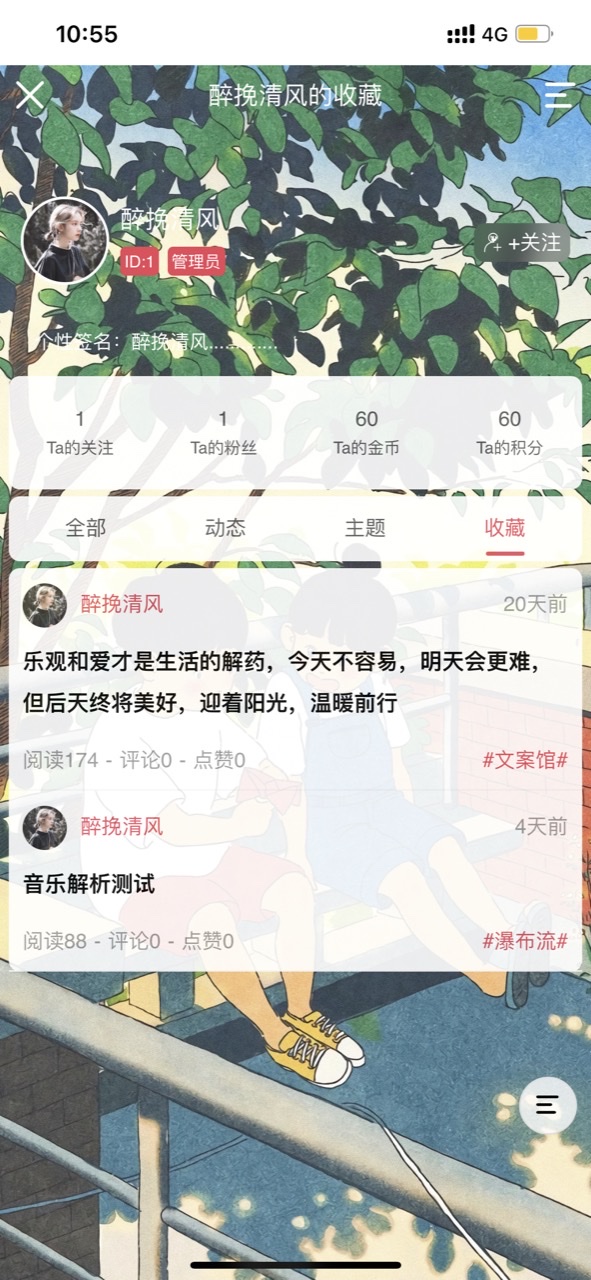 10:55
4G
醉挽清风的收藏
醉挽清风
ID:1 管理员
+关注
个性签名：醉挽清风............
1 1 60 60
Ta的关注 Ta的粉丝 Ta的金币 Ta的积分
全部 动态 主题 收藏
醉挽清风 20天前
乐观和爱才是生活的解药，今天不容易，明天会更难，
但后天终将美好，迎着阳光，温暖前行
阅读174 - 评论0 - 点赞0 #文案馆#
醉挽清风 4天前
音乐解析测试
阅读88 - 评论0 - 点赞0 #瀑布流#